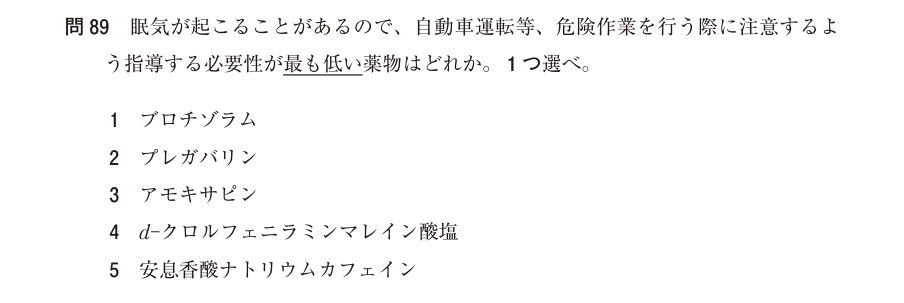 問89 眠気が起こることがあるので、自動車運転等、危険作業を行う際に注意するよ
う指導する必要性が最も低い薬物はどれか。1つ選べ。
1 ブロチゾラム
2 プレガバリン
3 アモキサピン
4 d-クロルフェニラミンマレイン酸塩
5 安息香酸ナトリウムカフェイン